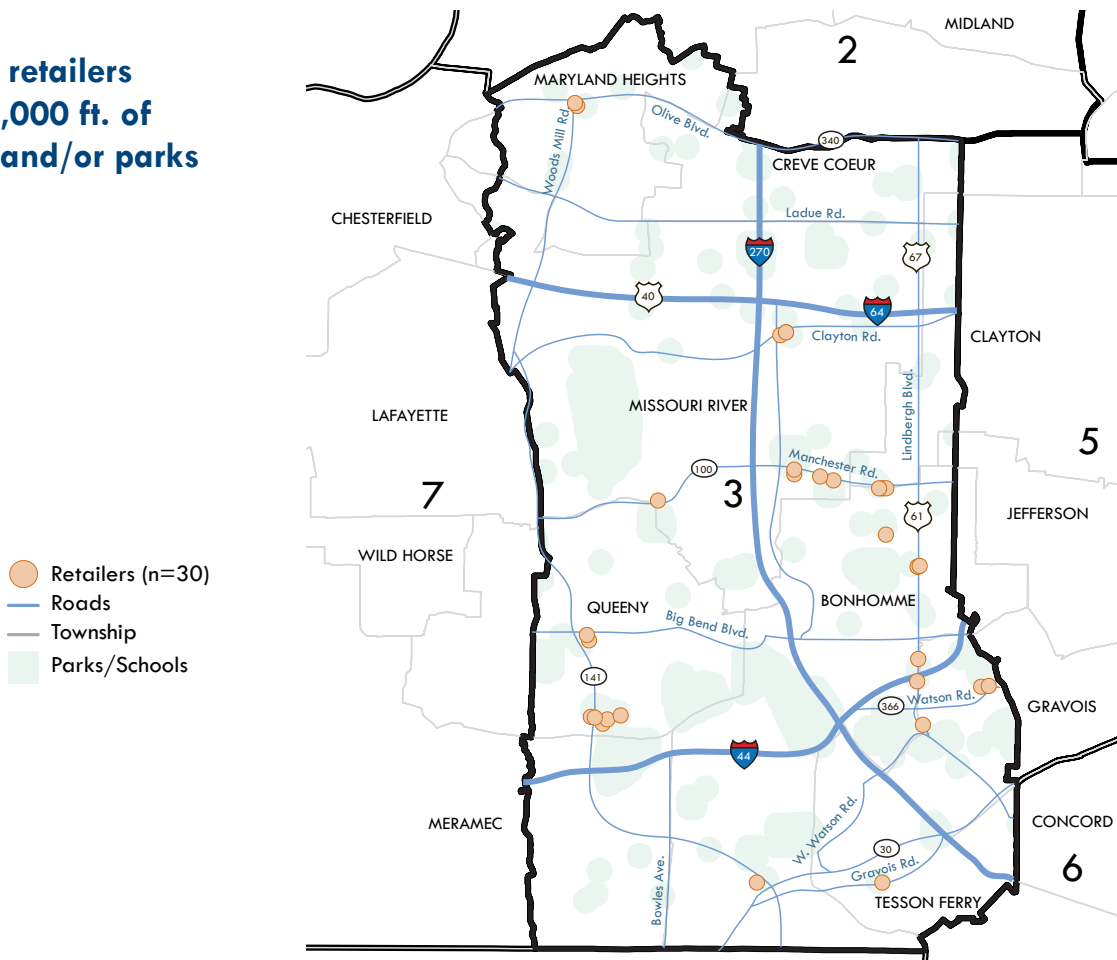 retailers
,000 ft. of
and/or parks
MIDLAND
2
MARYLAND HEIGHTS
Olive Blvd.
Woods Mill Rd.
340
CREVE COEUR
CHESTERFIELD
Ladue Rd.
270
67
40
64
Clayton Rd.
CLAYTON
Lindbergh Blvd.
MISSOURI RIVER
LAFAYETTE
5
Manchester Rd.
100
7
3
61
JEFFERSON
WILD HORSE
Retailers (n=30)
Roads
Township
Parks/Schools
QUEENY
BONHOMME
Big Bend Blvd.
141
366
Watson Rd.
GRAVOIS
44
MERAMEC
W. Watson Rd.
CONCORD
30
Gravois Rd.
6
Bowles Ave.
TESSON FERRY